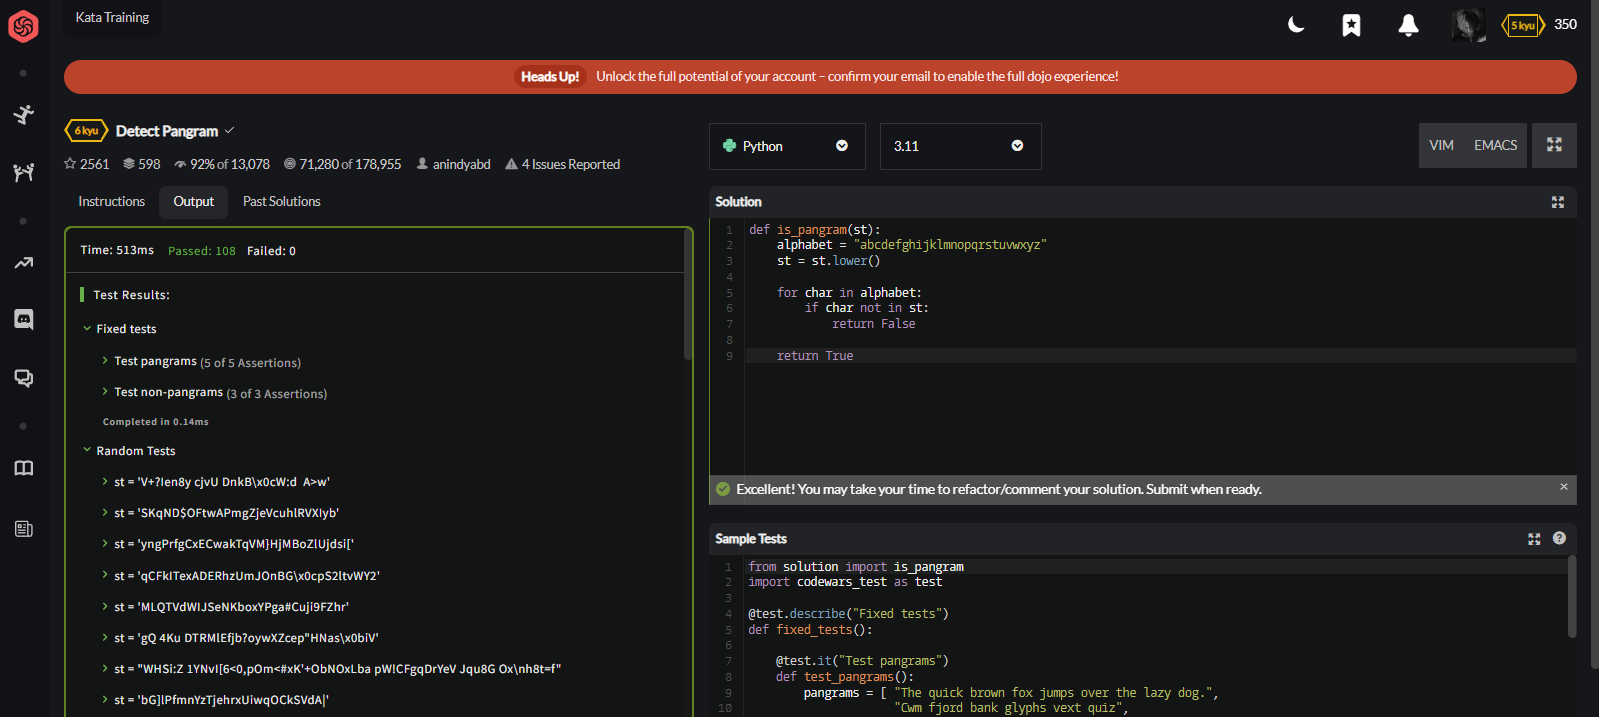 Kata Training
5 kyu 350
Heads Up! Unlock the full potential of your account – confirm your email to enable the full dojo experience!
6 kyu Detect Pangram
2561 598 92% of 13,078 71,280 of 178,955 anindyabd 4 Issues Reported
Instructions Output Past Solutions
Time: 513ms Passed: 108 Failed: 0
Test Results:
Fixed tests
Test pangrams (5 of 5 Assertions)
Test non-pangrams (3 of 3 Assertions)
Completed in 0.14ms
Random Tests
st = 'V+?Ien8y cjvU DnkB\x0cW:d  A>w'
st = 'SKqND$OFtwAPmgZjeVcuhlRVXIyb'
st = 'yngPrfgCxECwakTqVM}HjMBoZlUjdsi['
st = 'qCFkITexADERhzUmJOnBG\x0cpS2ltvWY2'
st = 'MLQTVdWIJSeNKboxYPga#Cuji9FZhr'
st = 'gQ 4Ku DTRMlEfjb?oywXZcep"HNas\x0biV'
st = "WHSi:Z 1YNvI[6<0,pOm<#xK'+ObNOxLba pW!CFgqDrYeV Jqu8G Ox\nh8t=f"
st = 'bG]lPfmnYzTjehrxUiwqOCkSVdA|'
Python 3.11 VIM EMACS
Solution
1 def is_pangram(st):
2     alphabet = "abcdefghijklmnopqrstuvwxyz"
3     st = st.lower()
4
5     for char in alphabet:
6         if char not in st:
7             return False
8
9     return True
Excellent! You may take your time to refactor/comment your solution. Submit when ready.
Sample Tests
1 from solution import is_pangram
2 import codewars_test as test
3
4 @test.describe("Fixed tests")
5 def fixed_tests():
6
7     @test.it("Test pangrams")
8     def test_pangrams():
9         pangrams = [ "The quick brown fox jumps over the lazy dog.",
10                      "Cwm fjord bank glyphs vext quiz",